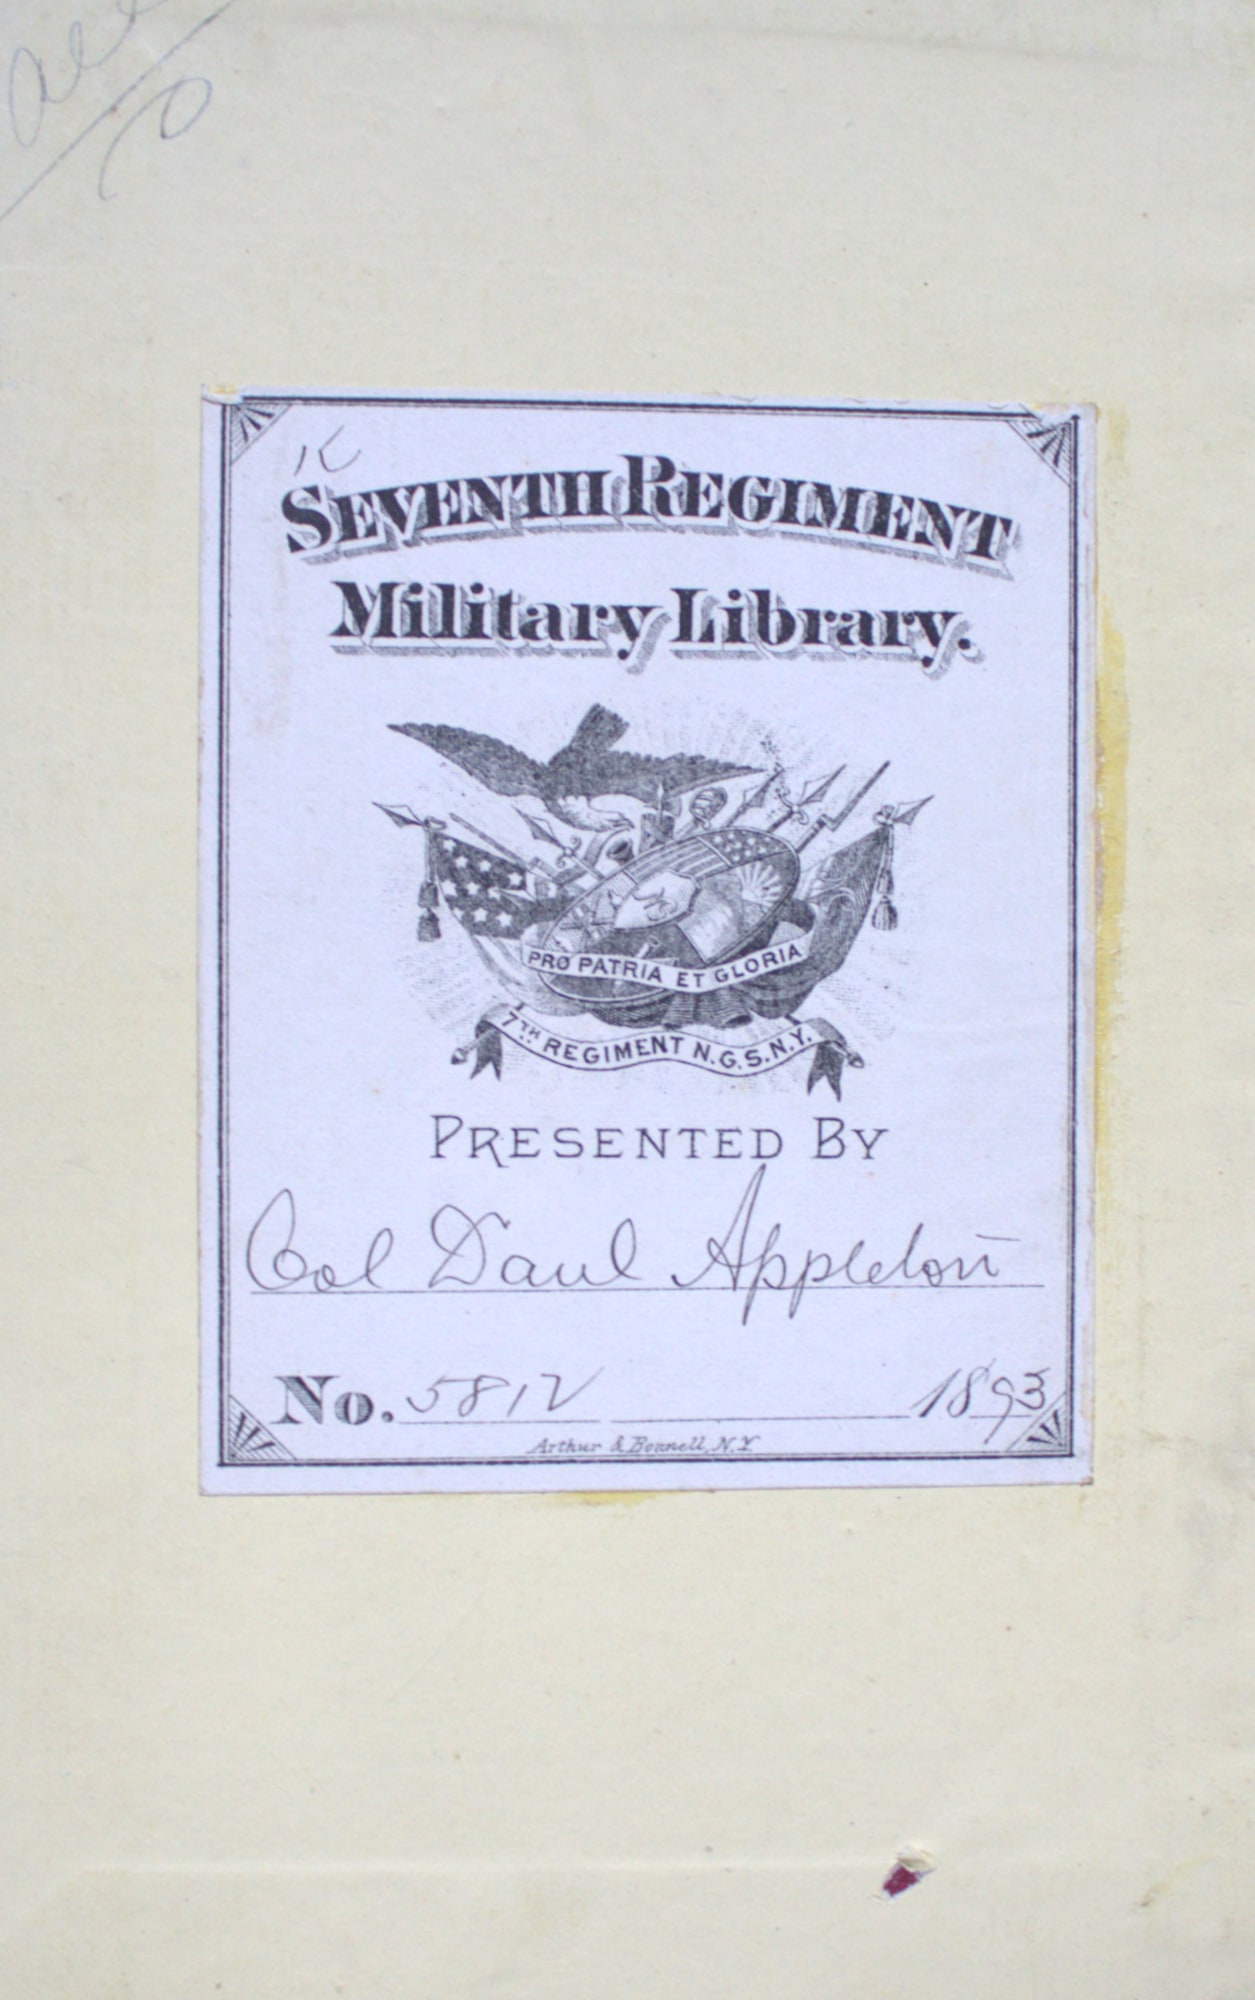 K
SEVENTH REGIMENT
Military Library.
PRO PATRIA ET GLORIA
7TH REGIMENT N.G.S.N.Y.
PRESENTED BY
Col Danl Appleton
No. 5812 1893
Arthur & Bonnell, N.Y.